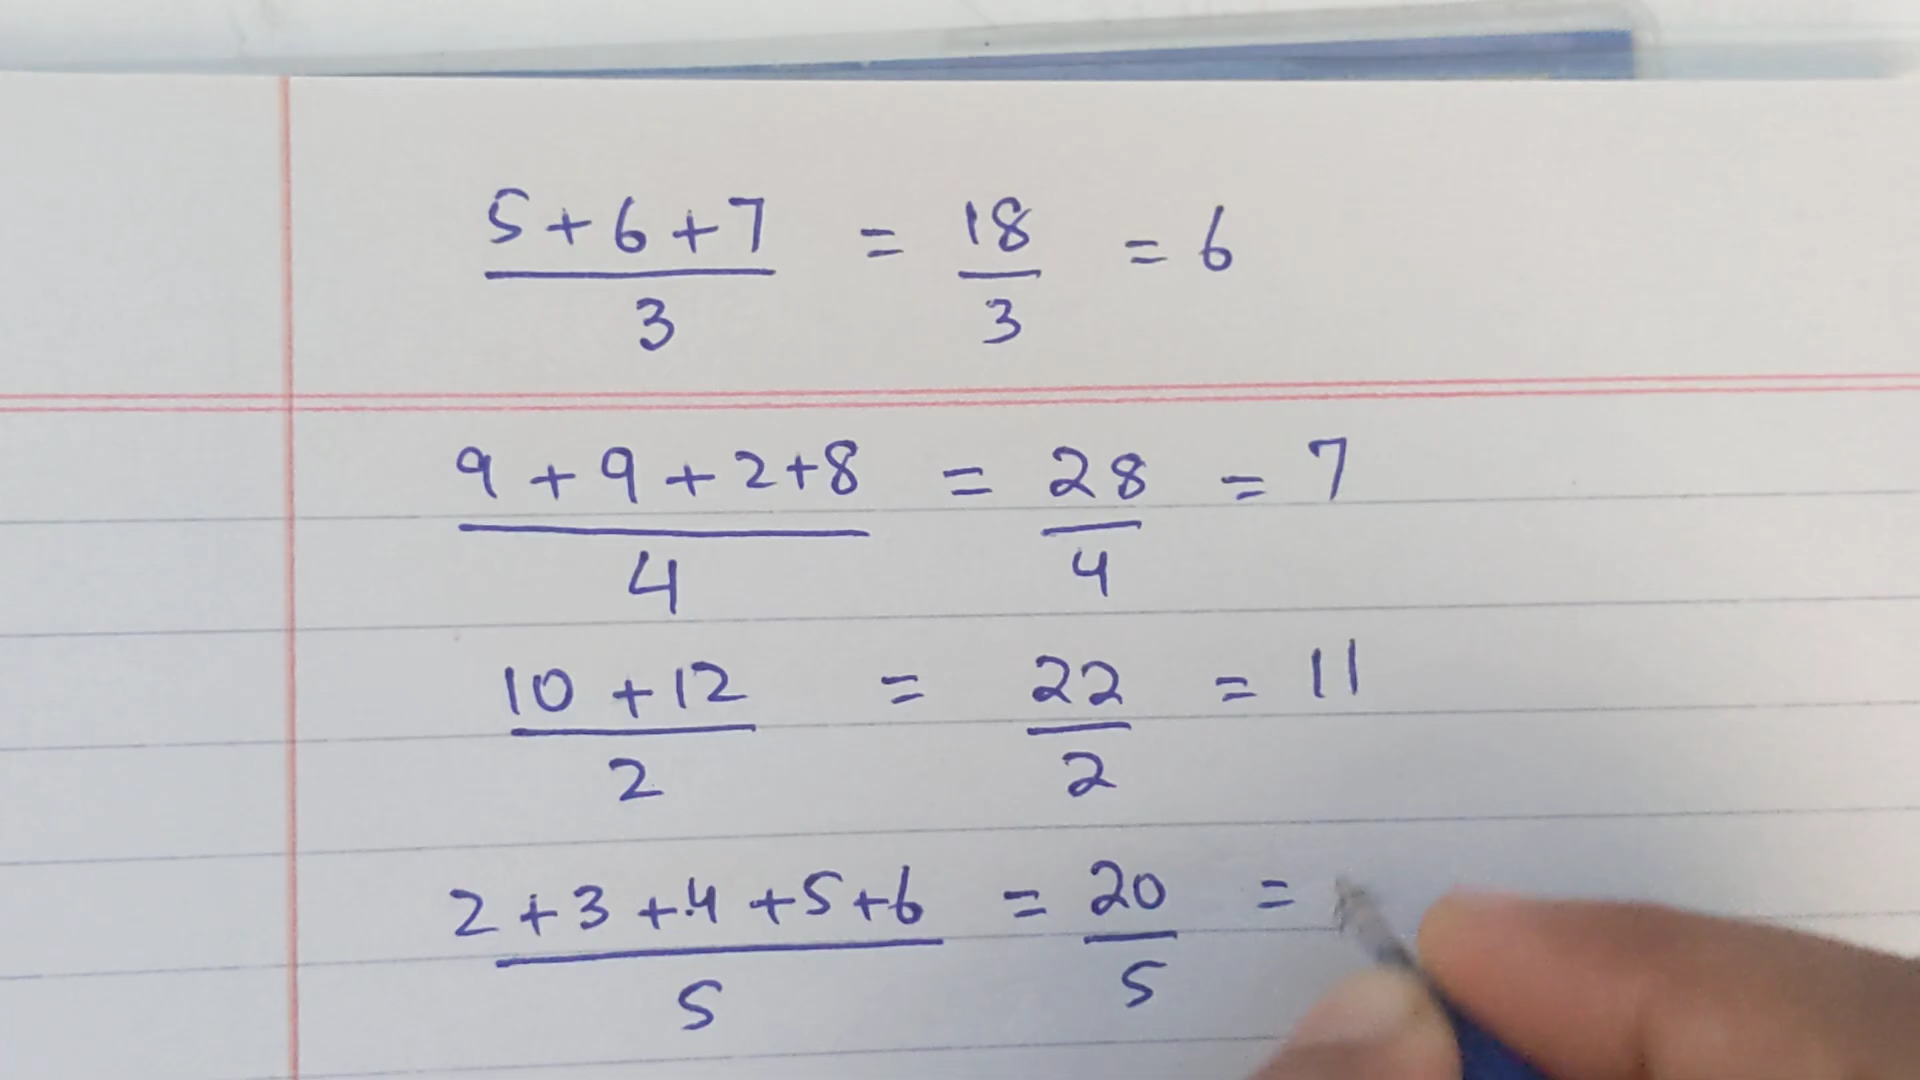 5+6+7/3 = 18/3 = 6
9+9+2+8/4 = 28/4 = 7
10+12/2 = 22/2 = 11
2+3+4+5+6/5 = 20/5 =